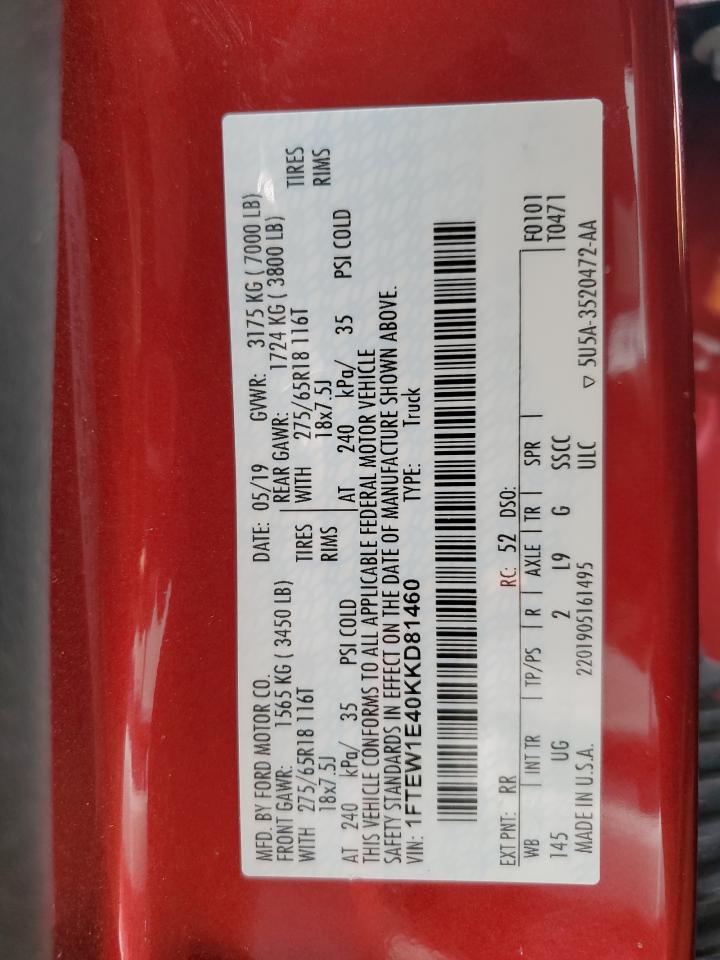 MFD. BY FORD MOTOR CO. DATE: 05/19 GVWR: 3175 KG ( 7000 LB)
FRONT GAWR: 1565 KG ( 3450 LB) REAR GAWR: 1724 KG ( 3800 LB)
WITH 275/65R18 116T TIRES WITH 275/65R18 116T TIRES
18x7.5J RIMS 18x7.5J RIMS
AT 240 kPa/ 35 PSI COLD AT 240 kPa/ 35 PSI COLD
THIS VEHICLE CONFORMS TO ALL APPLICABLE FEDERAL MOTOR VEHICLE
SAFETY STANDARDS IN EFFECT ON THE DATE OF MANUFACTURE SHOWN ABOVE.
VIN: 1FTEW1E40KKD81460 TYPE: Truck
EXT PNT: RR RC: 52 DSO: F0101
WB INT TR TP/PS R AXLE TR SPR T0471
145 UG 2 L9 G SSCC
ULC
MADE IN U.S.A. 2201905161495 ▽ 5U5A-3520472-AA